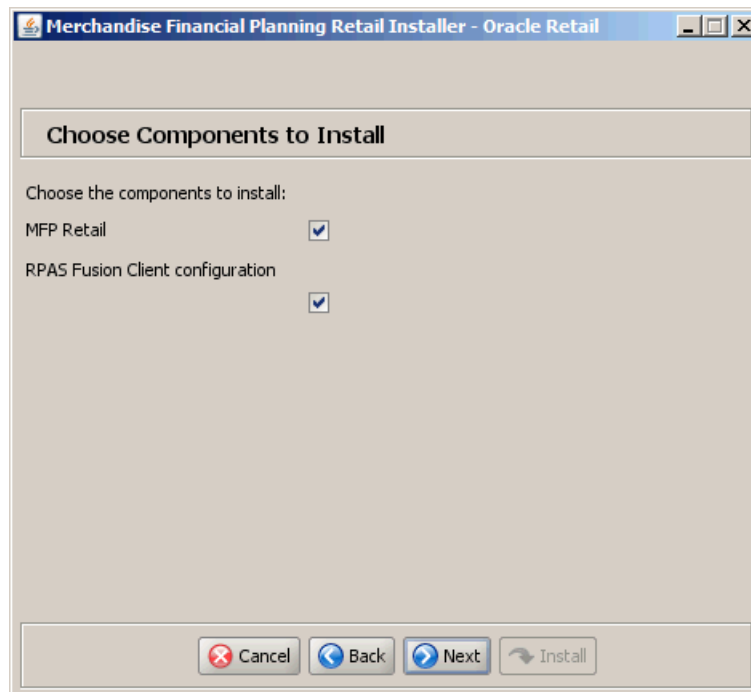 Merchandise Financial Planning Retail Installer - Oracle Retail
Choose Components to Install
Choose the components to install:
MFP Retail
RPAS Fusion Client configuration
Cancel Back Next Install